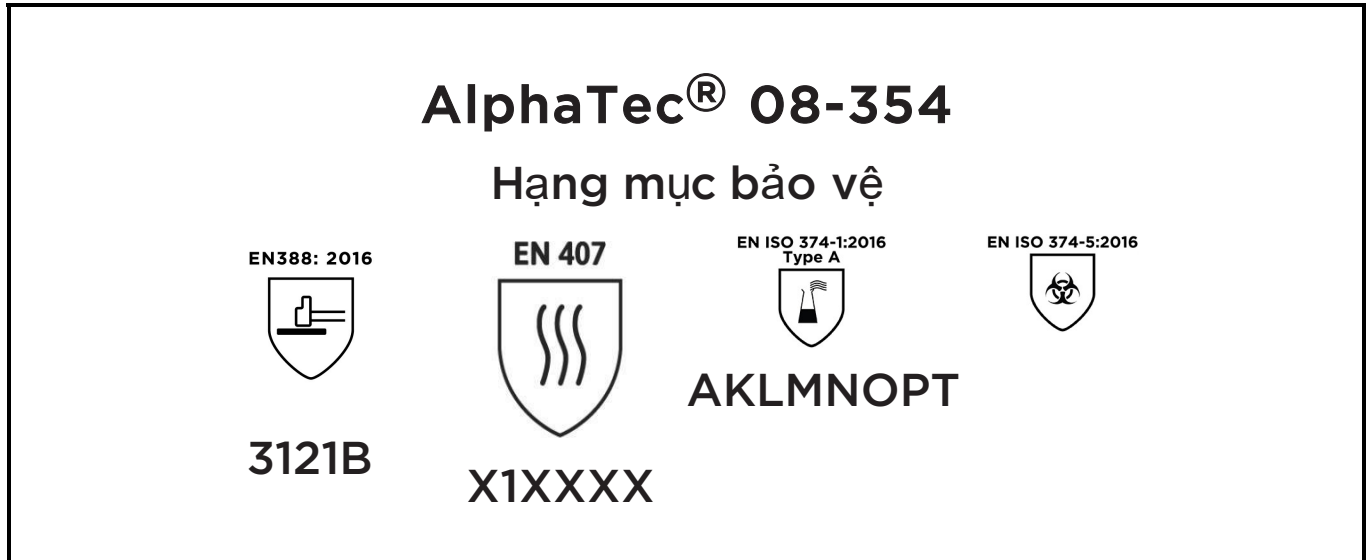 AlphaTec® 08-354
Hạng mục bảo vệ
EN388: 2016
3121B
EN 407
X1XXXX
EN ISO 374-1:2016
Type A
AKLMNOPT
EN ISO 374-5:2016